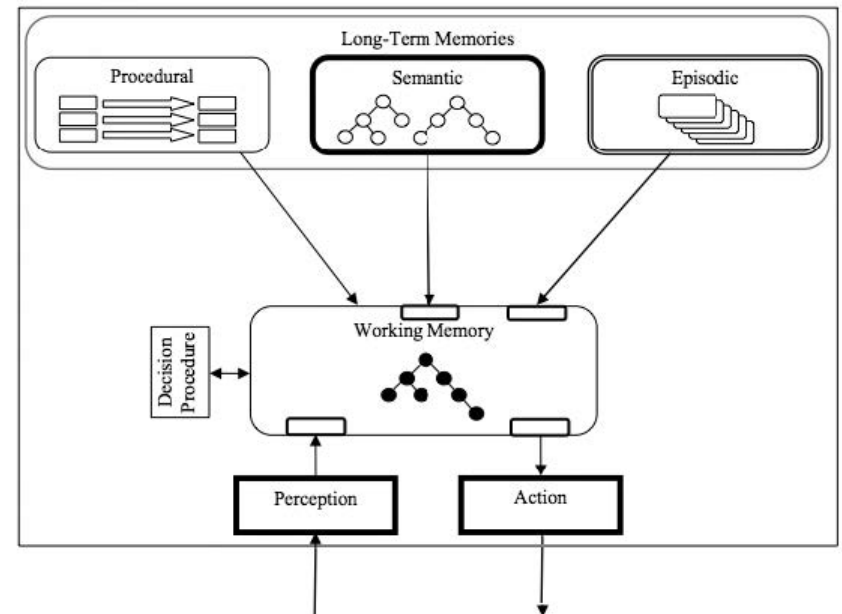 Long-Term Memories
Procedural
Semantic
Episodic
Working Memory
Decision
Procedure
Perception
Action